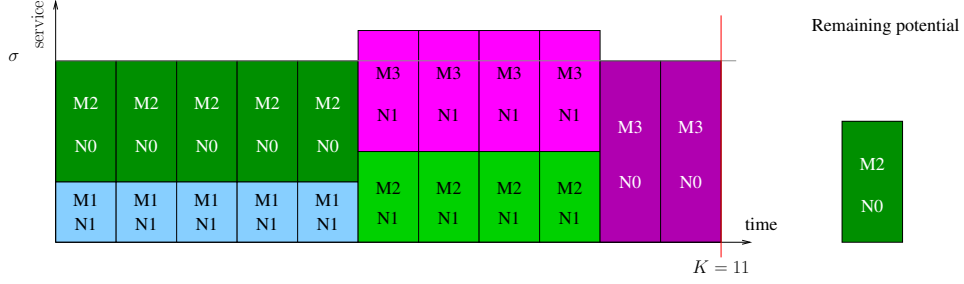 service
Remaining potential
σ
M3 M3 M3 M3
M2 M2 M2 M2 M2
N1 N1 N1 N1
M3 M3
N0 N0 N0 N0 N0
M2
N0 N0
M1 M1 M1 M1 M1
M2 M2 M2 M2
N0
N1 N1 N1 N1 N1
N1 N1 N1 N1
time
K = 11